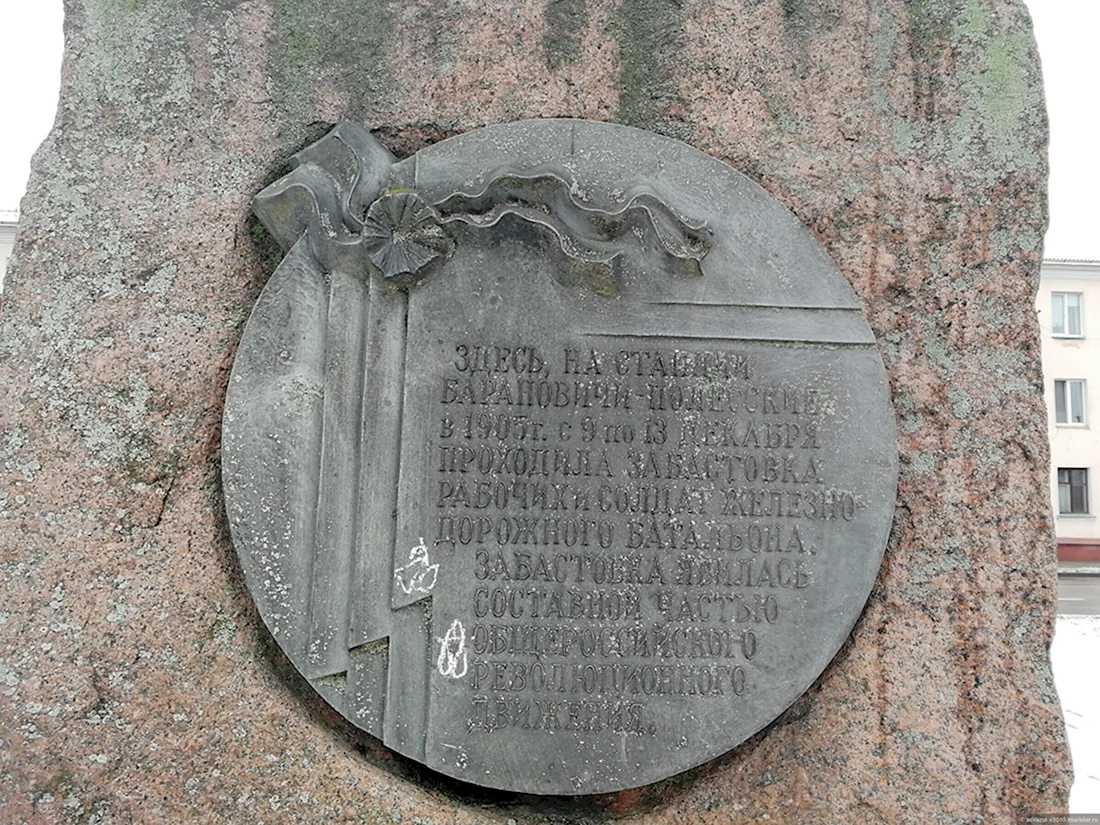 ЗДЕСЬ, НА СТАНЦИИ
БАРАНОВИЧИ-ПОЛЕССКИЕ
в 1905 г. с 9 по 13 ДЕКАБРЯ
ПРОХОДИЛА ЗАБАСТОВКА
РАБОЧИХ и СОЛДАТ ЖЕЛЕЗНО-
ДОРОЖНОГО БАТАЛЬОНА.
ЗАБАСТОВКА ЯВИЛАСЬ
СОСТАВНОЙ ЧАСТЬЮ
ОБЩЕРОССИЙСКОГО
РЕВОЛЮЦИОННОГО
ДВИЖЕНИЯ.